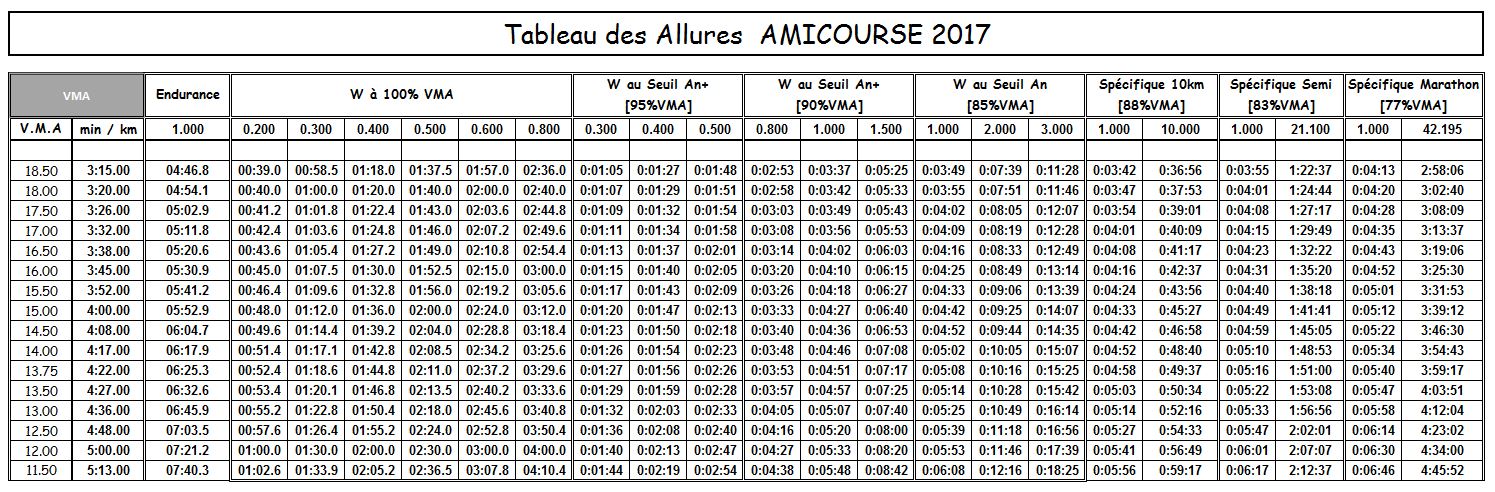 Tableau des Allures AMICOURSE 2017
VMA Endurance W à 100% VMA W au Seuil An+ [95%VMA] W au Seuil An+ [90%VMA] W au Seuil An [85%VMA] Spécifique 10km [88%VMA] Spécifique Semi [83%VMA] Spécifique Marathon [77%VMA]
V.M.A min / km 1.000 0.200 0.300 0.400 0.500 0.600 0.800 0.300 0.400 0.500 0.800 1.000 1.500 1.000 2.000 3.000 1.000 10.000 1.000 21.100 1.000 42.195
18.50 3:15.00 04:46.8 00:39.0 00:58.5 01:18.0 01:37.5 01:57.0 02:36.0 0:01:05 0:01:27 0:01:48 0:02:53 0:03:37 0:05:25 0:03:49 0:07:39 0:11:28 0:03:42 0:36:56 0:03:55 1:22:37 0:04:13 2:58:06
18.00 3:20.00 04:54.1 00:40.0 01:00.0 01:20.0 01:40.0 02:00.0 02:40.0 0:01:07 0:01:29 0:01:51 0:02:58 0:03:42 0:05:33 0:03:55 0:07:51 0:11:46 0:03:47 0:37:53 0:04:01 1:24:44 0:04:20 3:02:40
17.50 3:26.00 05:02.9 00:41.2 01:01.8 01:22.4 01:43.0 02:03.6 02:44.8 0:01:09 0:01:32 0:01:54 0:03:03 0:03:49 0:05:43 0:04:02 0:08:05 0:12:07 0:03:54 0:39:01 0:04:08 1:27:17 0:04:28 3:08:09
17.00 3:32.00 05:11.8 00:42.4 01:03.6 01:24.8 01:46.0 02:07.2 02:49.6 0:01:11 0:01:34 0:01:58 0:03:08 0:03:56 0:05:53 0:04:09 0:08:19 0:12:28 0:04:01 0:40:09 0:04:15 1:29:49 0:04:35 3:13:37
16.50 3:38.00 05:20.6 00:43.6 01:05.4 01:27.2 01:49.0 02:10.8 02:54.4 0:01:13 0:01:37 0:02:01 0:03:14 0:04:02 0:06:03 0:04:16 0:08:33 0:12:49 0:04:08 0:41:17 0:04:23 1:32:22 0:04:43 3:19:06
16.00 3:45.00 05:30.9 00:45.0 01:07.5 01:30.0 01:52.5 02:15.0 03:00.0 0:01:15 0:01:40 0:02:05 0:03:20 0:04:10 0:06:15 0:04:25 0:08:49 0:13:14 0:04:16 0:42:37 0:04:31 1:35:20 0:04:52 3:25:30
15.50 3:52.00 05:41.2 00:46.4 01:09.6 01:32.8 01:56.0 02:19.2 03:05.6 0:01:17 0:01:43 0:02:09 0:03:26 0:04:18 0:06:27 0:04:33 0:09:06 0:13:39 0:04:24 0:43:56 0:04:40 1:38:18 0:05:01 3:31:53
15.00 4:00.00 05:52.9 00:48.0 01:12.0 01:36.0 02:00.0 02:24.0 03:12.0 0:01:20 0:01:47 0:02:13 0:03:33 0:04:27 0:06:40 0:04:42 0:09:25 0:14:07 0:04:33 0:45:27 0:04:49 1:41:41 0:05:12 3:39:12
14.50 4:08.00 06:04.7 00:49.6 01:14.4 01:39.2 02:04.0 02:28.8 03:18.4 0:01:23 0:01:50 0:02:18 0:03:40 0:04:36 0:06:53 0:04:52 0:09:44 0:14:35 0:04:42 0:46:58 0:04:59 1:45:05 0:05:22 3:46:30
14.00 4:17.00 06:17.9 00:51.4 01:17.1 01:42.8 02:08.5 02:34.2 03:25.6 0:01:26 0:01:54 0:02:23 0:03:48 0:04:46 0:07:08 0:05:02 0:10:05 0:15:07 0:04:52 0:48:40 0:05:10 1:48:53 0:05:34 3:54:43
13.75 4:22.00 06:25.3 00:52.4 01:18.6 01:44.8 02:11.0 02:37.2 03:29.6 0:01:27 0:01:56 0:02:26 0:03:53 0:04:51 0:07:17 0:05:08 0:10:16 0:15:25 0:04:58 0:49:37 0:05:16 1:51:00 0:05:40 3:59:17
13.50 4:27.00 06:32.6 00:53.4 01:20.1 01:46.8 02:13.5 02:40.2 03:33.6 0:01:29 0:01:59 0:02:28 0:03:57 0:04:57 0:07:25 0:05:14 0:10:28 0:15:42 0:05:03 0:50:34 0:05:22 1:53:08 0:05:47 4:03:51
13.00 4:36.00 06:45.9 00:55.2 01:22.8 01:50.4 02:18.0 02:45.6 03:40.8 0:01:32 0:02:03 0:02:33 0:04:05 0:05:07 0:07:40 0:05:25 0:10:49 0:16:14 0:05:14 0:52:16 0:05:33 1:56:56 0:05:58 4:12:04
12.50 4:48.00 07:03.5 00:57.6 01:26.4 01:55.2 02:24.0 02:52.8 03:50.4 0:01:36 0:02:08 0:02:40 0:04:16 0:05:20 0:08:00 0:05:39 0:11:18 0:16:56 0:05:27 0:54:33 0:05:47 2:02:01 0:06:14 4:23:02
12.00 5:00.00 07:21.2 01:00.0 01:30.0 02:00.0 02:30.0 03:00.0 04:00.0 0:01:40 0:02:13 0:02:47 0:04:27 0:05:33 0:08:20 0:05:53 0:11:46 0:17:39 0:05:41 0:56:49 0:06:01 2:07:07 0:06:30 4:34:00
11.50 5:13.00 07:40.3 01:02.6 01:33.9 02:05.2 02:36.5 03:07.8 04:10.4 0:01:44 0:02:19 0:02:54 0:04:38 0:05:48 0:08:42 0:06:08 0:12:16 0:18:25 0:05:56 0:59:17 0:06:17 2:12:37 0:06:46 4:45:52